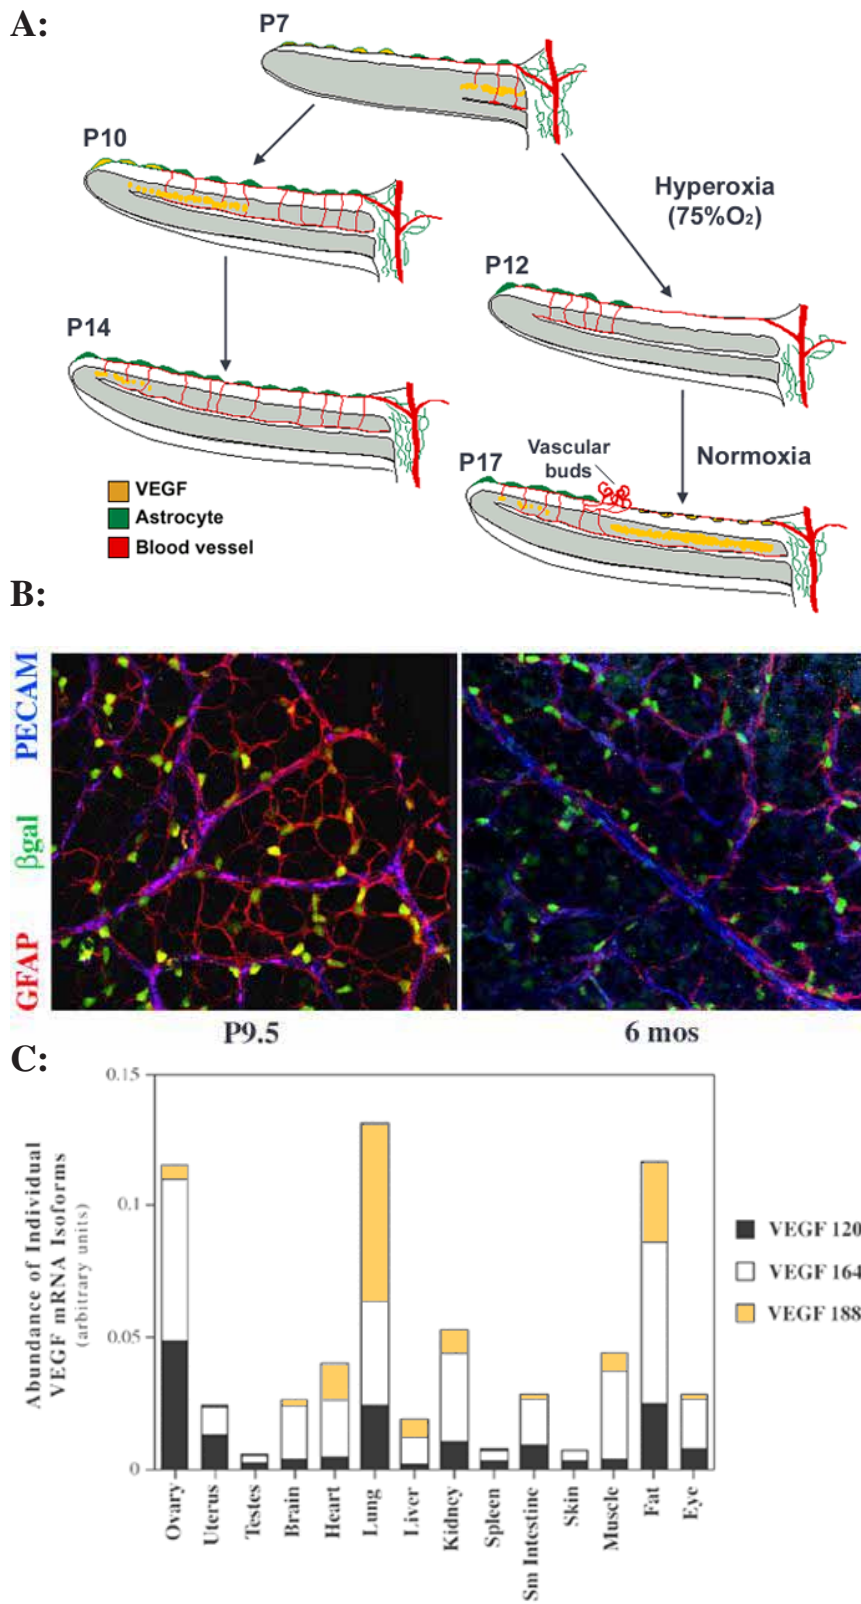 A:
P7
P10
Hyperoxia
(75%O₂)
P12
P14
Vascular
buds
P17
Normoxia
VEGF
Astrocyte
Blood vessel
B:
GFAP βgal PECAM
P9.5
6 mos
C:
Abundance of Individual
VEGF mRNA Isoforms
(arbitrary units)
0.15
0.1
0.05
0
VEGF 120
VEGF 164
VEGF 188
Ovary
Uterus
Testes
Brain
Heart
Lung
Liver
Kidney
Spleen
Sm Intestine
Skin
Muscle
Fat
Eye